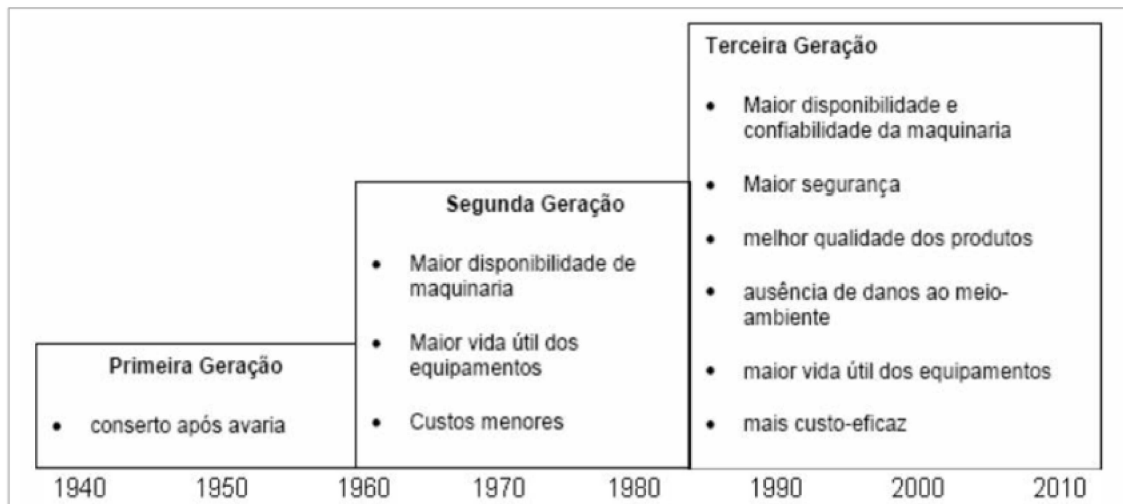 Primeira Geração
• conserto após avaria
Segunda Geração
• Maior disponibilidade de
maquinaria
• Maior vida útil dos
equipamentos
• Custos menores
Terceira Geração
• Maior disponibilidade e
confiabilidade da maquinaria
• Maior segurança
• melhor qualidade dos produtos
• ausência de danos ao meio-
ambiente
• maior vida útil dos equipamentos
• mais custo-eficaz
1940 1950 1960 1970 1980 1990 2000 2010